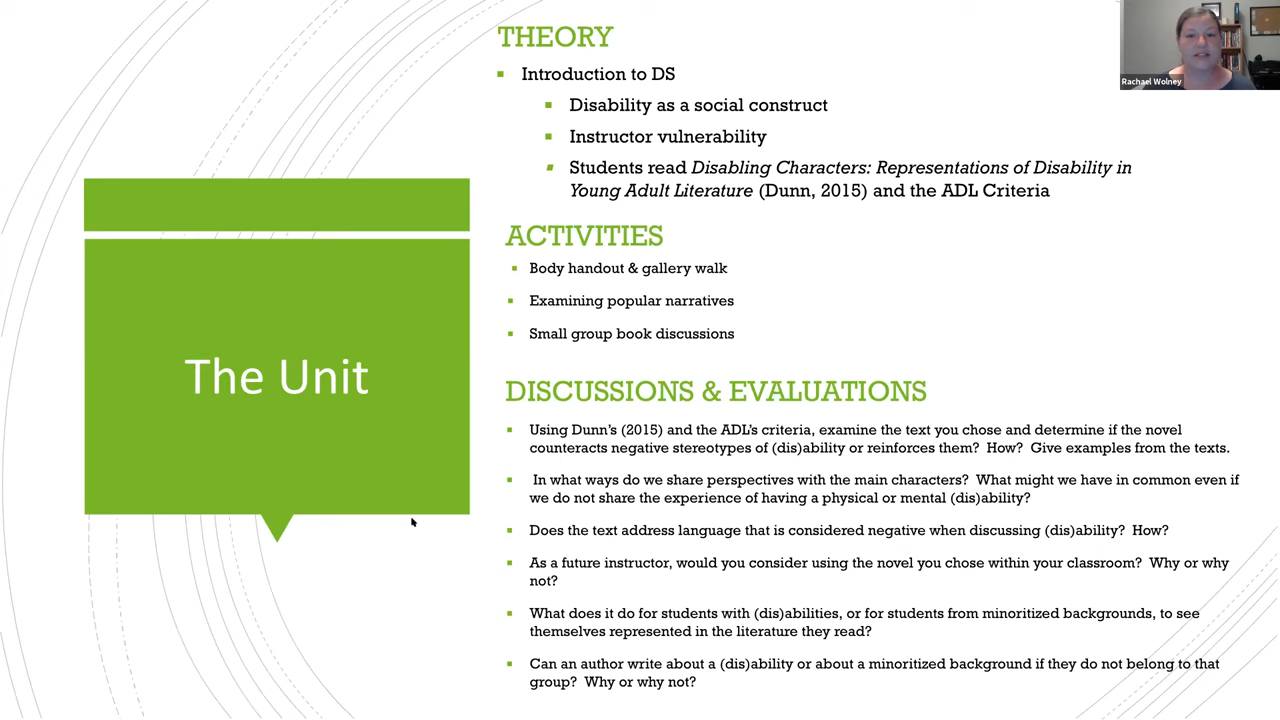 THEORY
Introduction to DS
Disability as a social construct
Instructor vulnerability
Students read Disabling Characters: Representations of Disability in
Young Adult Literature (Dunn, 2015) and the ADL Criteria
Rachael Wolney
The Unit
ACTIVITIES
Body handout & gallery walk
Examining popular narratives
Small group book discussions
DISCUSSIONS & EVALUATIONS
Using Dunn's (2015) and the ADL's criteria, examine the text you chose and determine if the novel
counteracts negative stereotypes of (dis)ability or reinforces them? How? Give examples from the texts.
In what ways do we share perspectives with the main characters? What might we have in common even if
we do not share the experience of having a physical or mental (dis)ability?
Does the text address language that is considered negative when discussing (dis)ability? How?
As a future instructor, would you consider using the novel you chose within your classroom? Why or why
not?
What does it do for students with (dis)abilities, or for students from minoritized backgrounds, to see
themselves represented in the literature they read?
Can an author write about a (dis)ability or about a minoritized background if they do not belong to that
group? Why or why not?